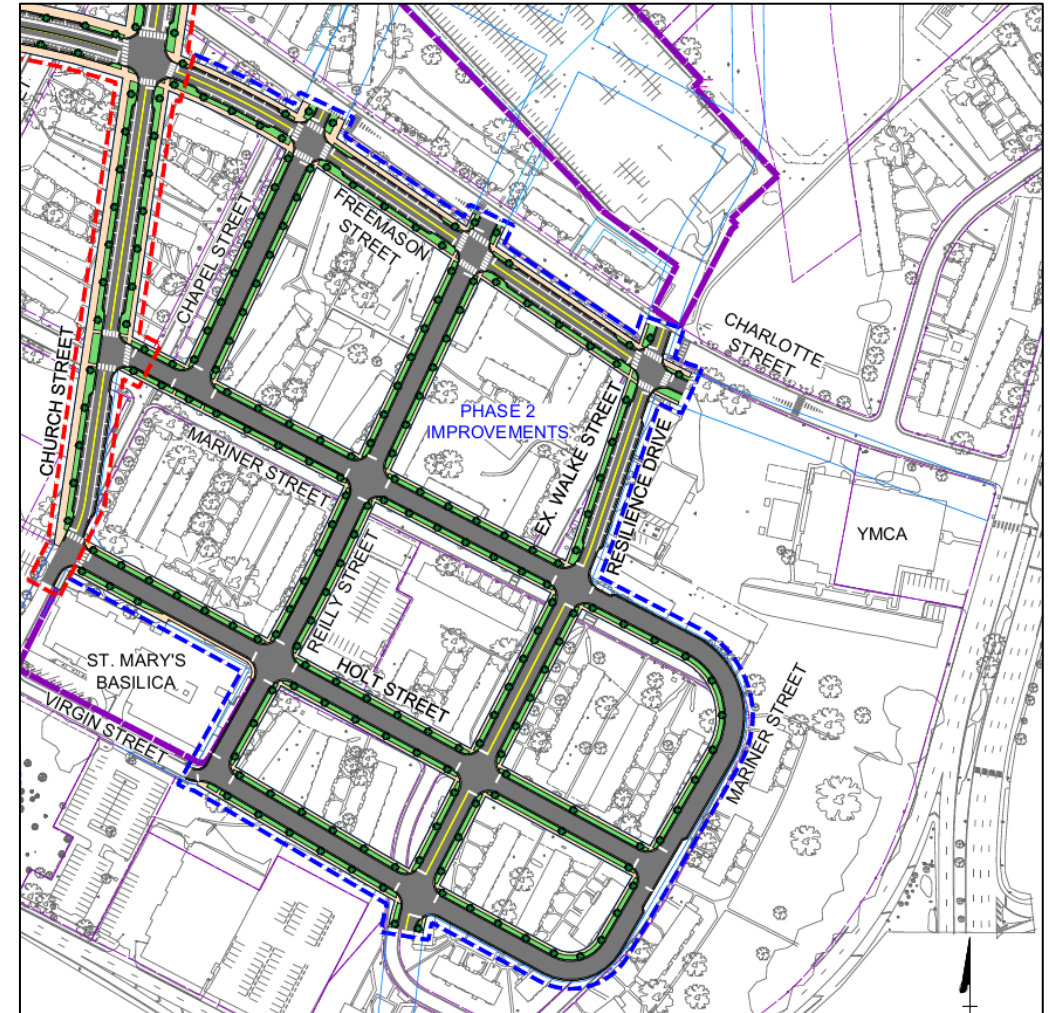 FREEMASON
STREET
CHAPEL STREET
CHARLOTTE
STREET
CHURCH STREET
PHASE 2
IMPROVEMENTS
EX. WALKE STREET
RESILIENCE DRIVE
MARINER STREET
YMCA
REILLY STREET
HOLT STREET
ST. MARY'S
BASILICA
VIRGIN STREET
MARINER STREET